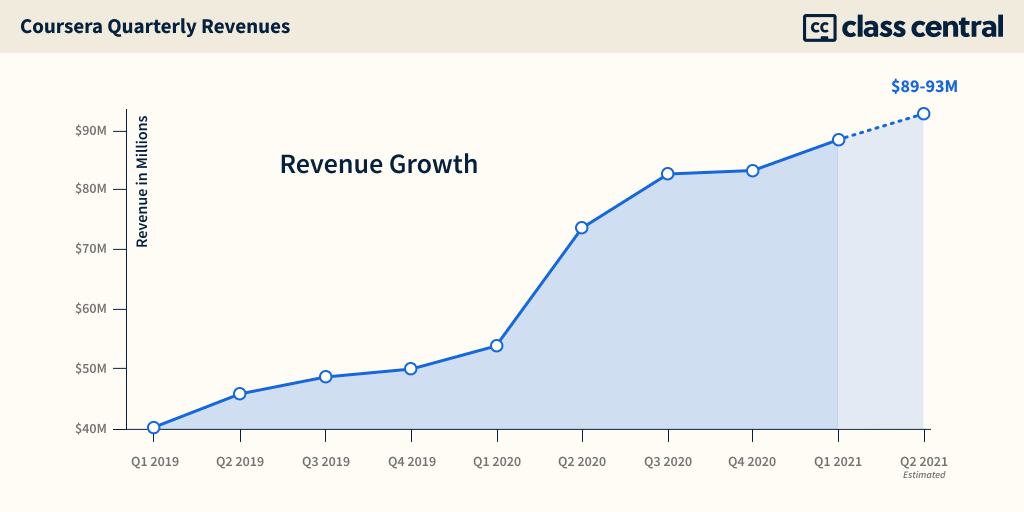 Coursera Quarterly Revenues
cc class central
$89-93M
Revenue Growth
Revenue in Millions
$90M
$80M
$70M
$60M
$50M
$40M
Q1 2019 Q2 2019 Q3 2019 Q4 2019 Q1 2020 Q2 2020 Q3 2020 Q4 2020 Q1 2021 Q2 2021
Estimated